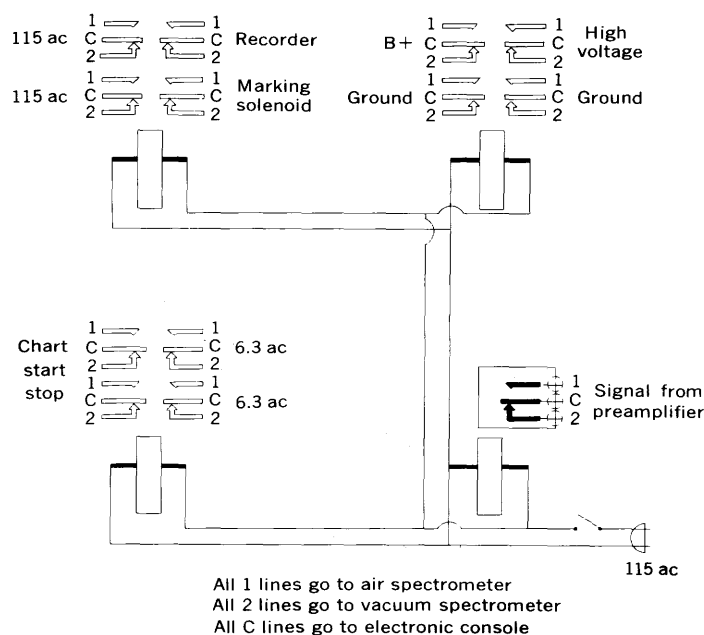 1 1 1 1
115 ac C C Recorder B+ C C High voltage
2 2 2 2
1 1 1 1
115 ac C C Marking solenoid Ground C C Ground
2 2 2 2
1 1
Chart start stop C C 6.3 ac
2 2
1 1
C C 6.3 ac
2 2
1
C Signal from preamplifier
2
115 ac
All 1 lines go to air spectrometer
All 2 lines go to vacuum spectrometer
All C lines go to electronic console